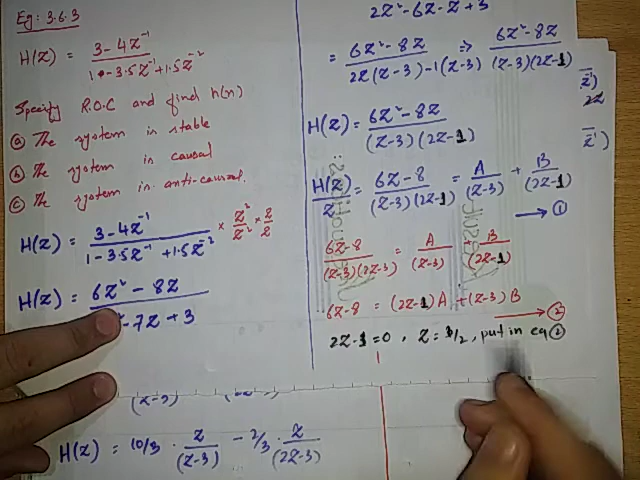 Eg: 3.6.3
H(Z) = 3-4Z⁻¹ / 1-3.5Z⁻¹+1.5Z⁻²
Specify R.O.C and find h(n)
ⓐ The system is stable
ⓑ The system is causal
ⓒ The system is anti-causal.
H(Z) = 3-4Z⁻¹ / 1-3.5Z⁻¹+1.5Z⁻² × Z²/Z² × 2/2
H(Z) = 6Z²-8Z / -7Z+3
2Z²-6Z-Z+3
= 6Z²-8Z / 2Z(Z-3)-1(Z-3) ⇒ 6Z²-8Z / (Z-3)(2Z-1)
H(Z) = 6Z²-8Z / (Z-3)(2Z-1)
H(Z)/Z = 6Z-8 / (Z-3)(2Z-1) = A/(Z-3) + B/(2Z-1)
→ ①
6Z-8 / (Z-3)(2Z-3) = A/(Z-3) + B/(2Z-1)
6Z-8 = (2Z-1)A + (Z-3)B
→ ②
2Z-1=0, Z=1/2, put in eq ②
H(Z) = 10/3 · Z/(Z-3) - 2/3 · Z/(2Z-3)